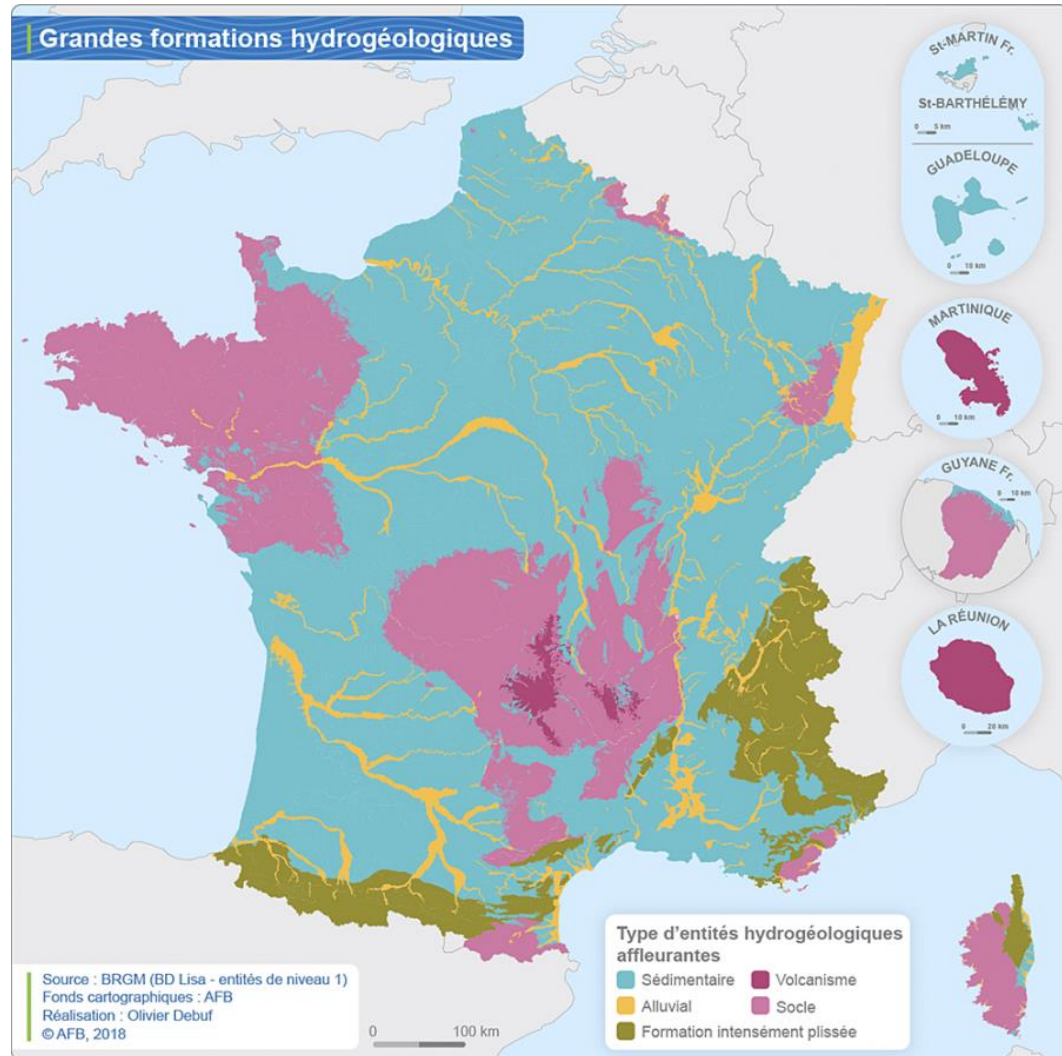 Grandes formations hydrogéologiques
St-MARTIN Fr.
St-BARTHÉLÉMY
0 5 km
GUADELOUPE
0 10 km
MARTINIQUE
0 10 km
GUYANE Fr.
0 10 km
LA RÉUNION
0 20 km
Type d'entités hydrogéologiques
affleurantes
Sédimentaire
Volcanisme
Alluvial
Socle
Formation intensément plissée
Source : BRGM (BD Lisa - entités de niveau 1)
Fonds cartographiques : AFB
Réalisation : Olivier Debuf
© AFB, 2018
0 100 km